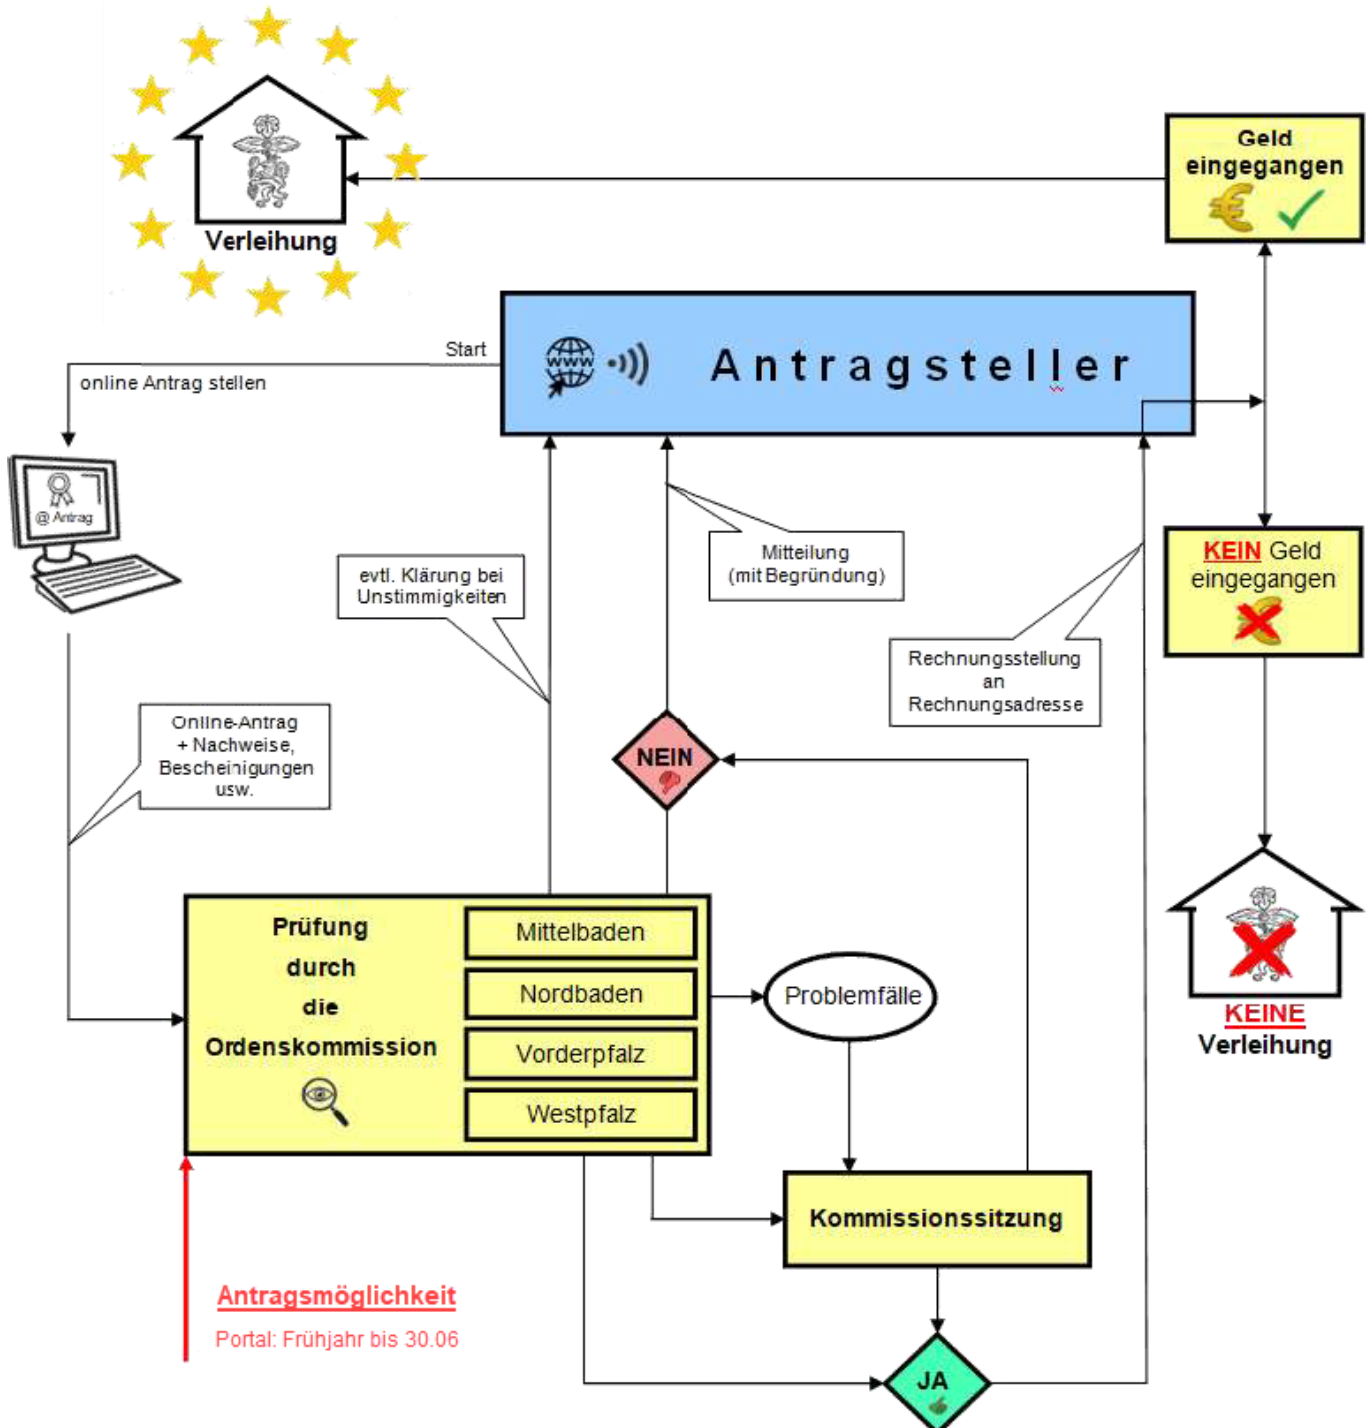 Verleihung
Geld
eingegangen
Start
online Antrag stellen
www
Antragsteller
@ Antrag
evtl. Klärung bei
Unstimmigkeiten
Mitteilung
(mit Begründung)
KEIN Geld
eingegangen
Rechnungsstellung
an
Rechnungsadresse
Online-Antrag
+ Nachweise,
Bescheinigungen
usw.
NEIN
Prüfung
durch
die
Ordenskommission
Mittelbaden
Nordbaden
Vorderpfalz
Westpfalz
Problemfälle
KEINE
Verleihung
Kommissionssitzung
Antragsmöglichkeit
Portal: Frühjahr bis 30.06
JA